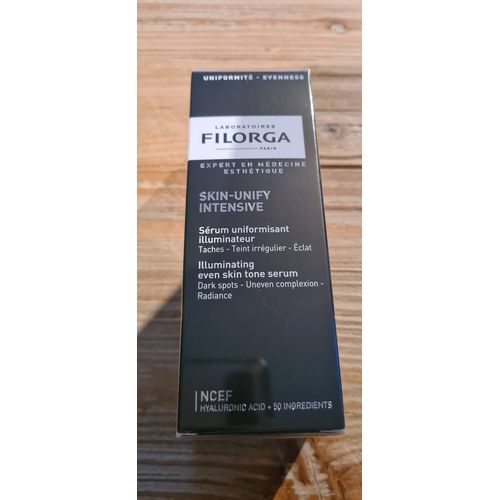 UNIFORMITÉ - EVENNESS
LABORATOIRES
FILORGA
PARIS
EXPERT EN MÉDECINE
ESTHÉTIQUE
SKIN-UNIFY
INTENSIVE
Sérum uniformisant
illuminateur
Taches - Teint irrégulier - Éclat
Illuminating
even skin tone serum
Dark spots - Uneven complexion -
Radiance
NCEF
HYALURONIC ACID + 50 INGREDIENTS